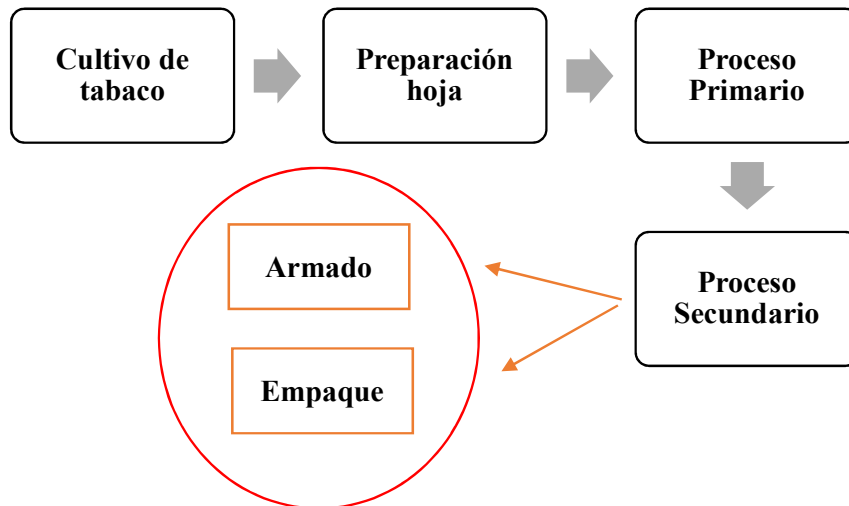 Cultivo de
tabaco
Preparación
hoja
Proceso
Primario
Armado
Proceso
Secundario
Empaque